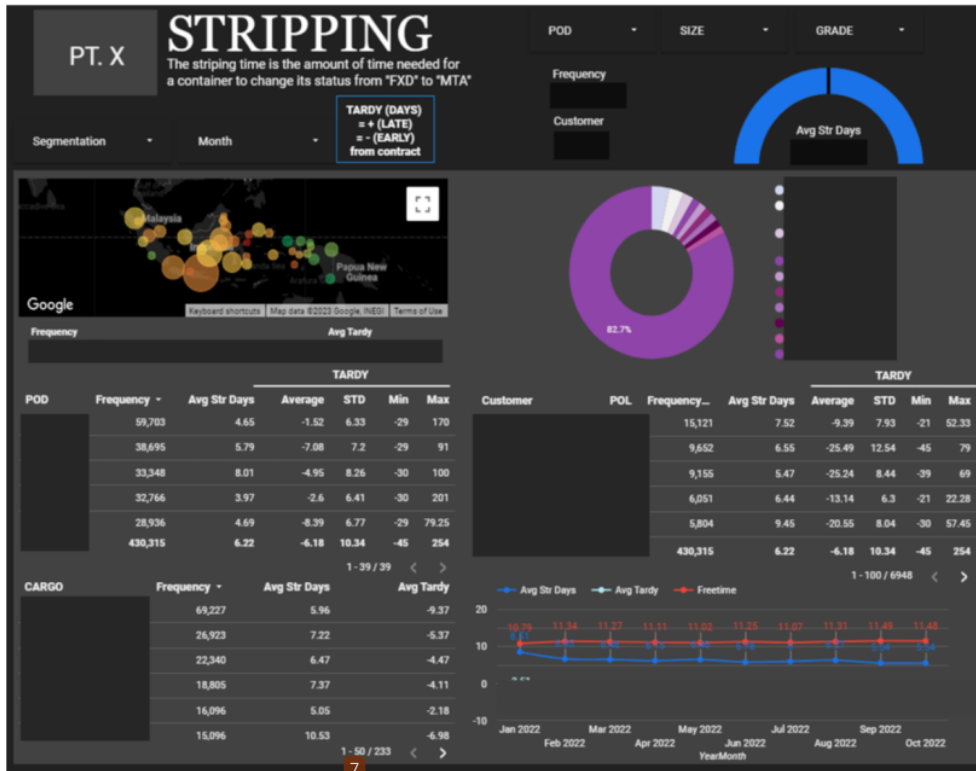 PT. X
STRIPPING
The striping time is the amount of time needed for
a container to change its status from "FXD" to "MTA"
POD SIZE GRADE
Frequency
Customer
Avg Str Days
Segmentation Month
TARDY (DAYS)
= + (LATE)
= - (EARLY)
from contract
Malaysia
Papua New
Guinea
Google
Keyboard shortcuts Map data ©2023 Google, INEGI Terms of Use
82.7%
Frequency Avg Tardy
TARDY
POD Frequency Avg Str Days Average STD Min Max
59,703 4.65 -1.52 6.33 -29 170
38,695 5.79 -7.08 7.2 -29 91
33,348 8.01 -4.95 8.26 -30 100
32,766 3.97 -2.6 6.41 -30 201
28,936 4.69 -8.39 6.77 -29 79.25
430,315 6.22 -6.18 10.34 -45 254
1 - 39 / 39
TARDY
Customer POL Frequency... Avg Str Days Average STD Min Max
15,121 7.52 -9.39 7.93 -21 52.33
9,652 6.55 -25.49 12.54 -45 79
9,155 5.47 -25.24 8.44 -39 69
6,051 6.44 -13.14 6.3 -21 22.28
5,804 9.45 -20.55 8.04 -30 57.45
430,315 6.22 -6.18 10.34 -45 254
1 - 100 / 6948
CARGO Frequency Avg Str Days Avg Tardy
69,227 5.96 -9.37
26,923 7.22 -5.37
22,340 6.47 -4.47
18,805 7.37 -4.11
16,096 5.05 -2.18
15,096 10.53 -6.98
1 - 50 / 233
Avg Str Days Avg Tardy Freetime
20
10.79 11.34 11.27 11.11 11.02 11.25 11.07 11.31 11.49 11.48
10
0
-10
Jan 2022 Mar 2022 May 2022 Jul 2022 Sep 2022
Feb 2022 Apr 2022 Jun 2022 Aug 2022 Oct 2022
YearMonth
7